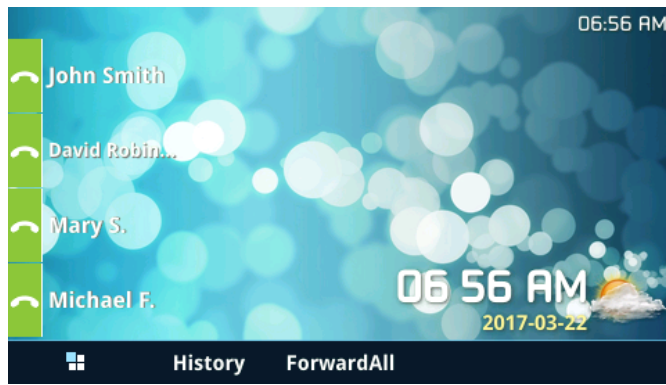 06:56 AM
John Smith
David Robin...
Mary S.
Michael F.
06 56 AM
2017-03-22
History ForwardAll